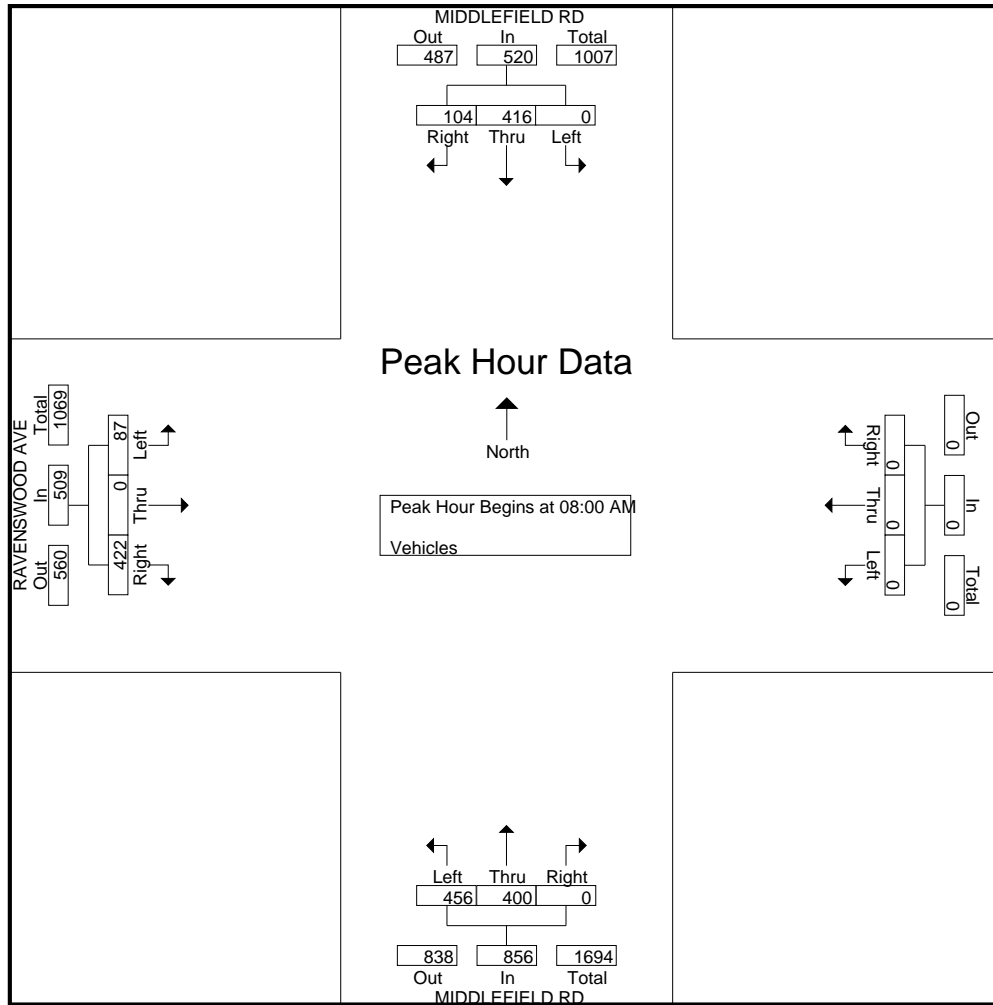 MIDDLEFIELD RD
Out In Total
487 520 1007
104 416 0
Right Thru Left
Peak Hour Data
North
Peak Hour Begins at 08:00 AM
Vehicles
RAVENSWOOD AVE
Out In Total
560 509 1069
87 0 422
Left Thru Right
Out In Total
0 0 0
Right Thru Left
0 0 0
Left Thru Right
456 400 0
838 856 1694
Out In Total
MIDDLEFIELD RD